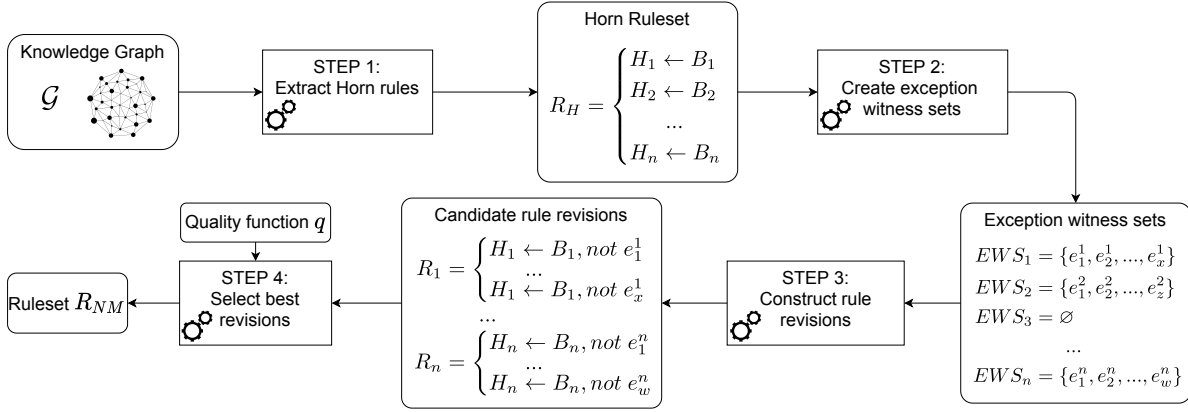 Knowledge Graph
𝒢
STEP 1:
Extract Horn rules
Horn Ruleset
R_H = {
H_1 ← B_1
H_2 ← B_2
...
H_n ← B_n
STEP 2:
Create exception
witness sets
Exception witness sets
EWS_1 = {e_1^1, e_2^1, ..., e_x^1}
EWS_2 = {e_1^2, e_2^2, ..., e_z^2}
EWS_3 = ∅
...
EWS_n = {e_1^n, e_2^n, ..., e_w^n}
STEP 3:
Construct rule
revisions
Candidate rule revisions
R_1 = {
H_1 ← B_1, not e_1^1
...
H_1 ← B_1, not e_x^1
...
R_n = {
H_n ← B_n, not e_1^n
...
H_n ← B_n, not e_w^n
Quality function q
STEP 4:
Select best
revisions
Ruleset R_NM